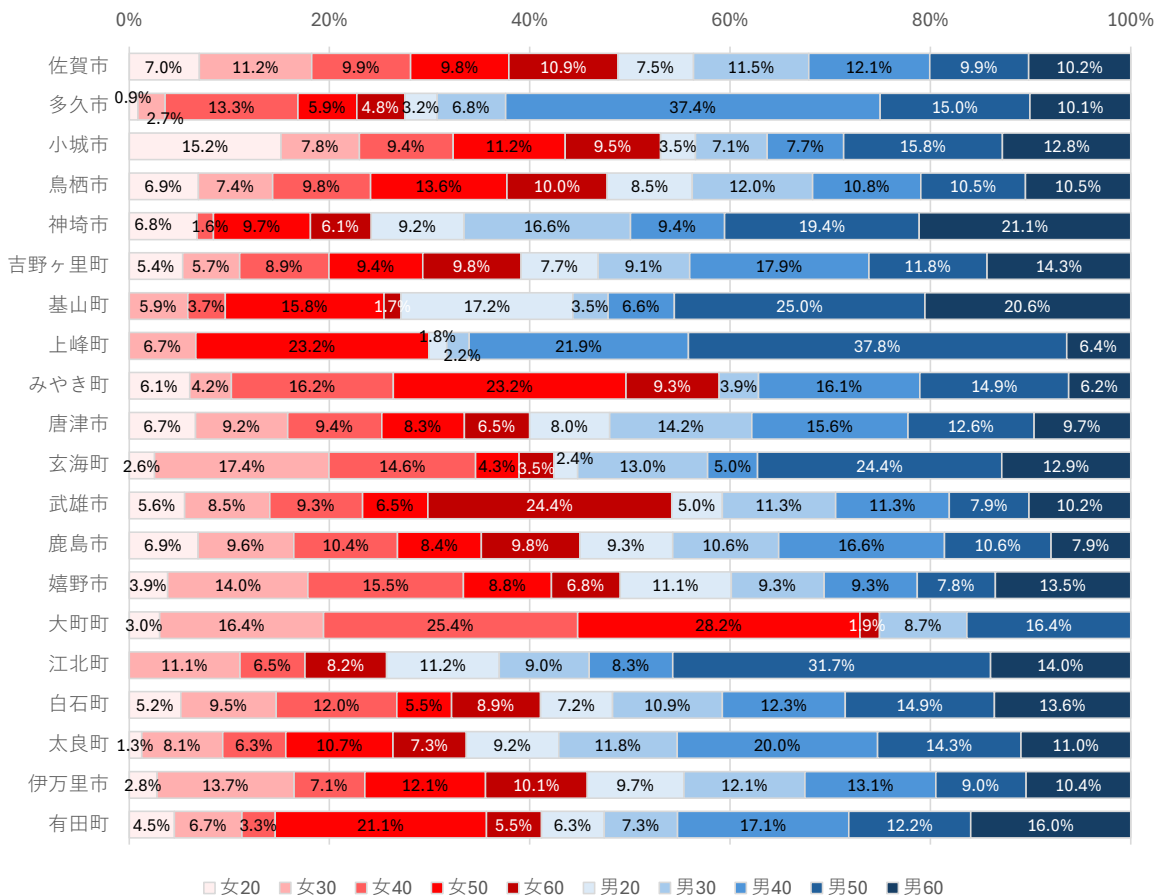 0% 20% 40% 60% 80% 100%
佐賀市 7.0% 11.2% 9.9% 9.8% 10.9% 7.5% 11.5% 12.1% 9.9% 10.2%
多久市 0.9% 2.7% 13.3% 5.9% 4.8% 3.2% 6.8% 37.4% 15.0% 10.1%
小城市 15.2% 7.8% 9.4% 11.2% 9.5% 3.5% 7.1% 7.7% 15.8% 12.8%
鳥栖市 6.9% 7.4% 9.8% 13.6% 10.0% 8.5% 12.0% 10.8% 10.5% 10.5%
神埼市 6.8% 1.6% 9.7% 6.1% 9.2% 16.6% 9.4% 19.4% 21.1%
吉野ヶ里町 5.4% 5.7% 8.9% 9.4% 9.8% 7.7% 9.1% 17.9% 11.8% 14.3%
基山町 5.9% 3.7% 15.8% 1.7% 17.2% 3.5% 6.6% 25.0% 20.6%
上峰町 6.7% 23.2% 1.8% 2.2% 21.9% 37.8% 6.4%
みやき町 6.1% 4.2% 16.2% 23.2% 9.3% 3.9% 16.1% 14.9% 6.2%
唐津市 6.7% 9.2% 9.4% 8.3% 6.5% 8.0% 14.2% 15.6% 12.6% 9.7%
玄海町 2.6% 17.4% 14.6% 4.3% 3.5% 2.4% 13.0% 5.0% 24.4% 12.9%
武雄市 5.6% 8.5% 9.3% 6.5% 24.4% 5.0% 11.3% 11.3% 7.9% 10.2%
鹿島市 6.9% 9.6% 10.4% 8.4% 9.8% 9.3% 10.6% 16.6% 10.6% 7.9%
嬉野市 3.9% 14.0% 15.5% 8.8% 6.8% 11.1% 9.3% 9.3% 7.8% 13.5%
大町町 3.0% 16.4% 25.4% 28.2% 1.9% 8.7% 16.4%
江北町 11.1% 6.5% 8.2% 11.2% 9.0% 8.3% 31.7% 14.0%
白石町 5.2% 9.5% 12.0% 5.5% 8.9% 7.2% 10.9% 12.3% 14.9% 13.6%
太良町 1.3% 8.1% 6.3% 10.7% 7.3% 9.2% 11.8% 20.0% 14.3% 11.0%
伊万里市 2.8% 13.7% 7.1% 12.1% 10.1% 9.7% 12.1% 13.1% 9.0% 10.4%
有田町 4.5% 6.7% 3.3% 21.1% 5.5% 6.3% 7.3% 17.1% 12.2% 16.0%
女20 女30 女40 女50 女60 男20 男30 男40 男50 男60